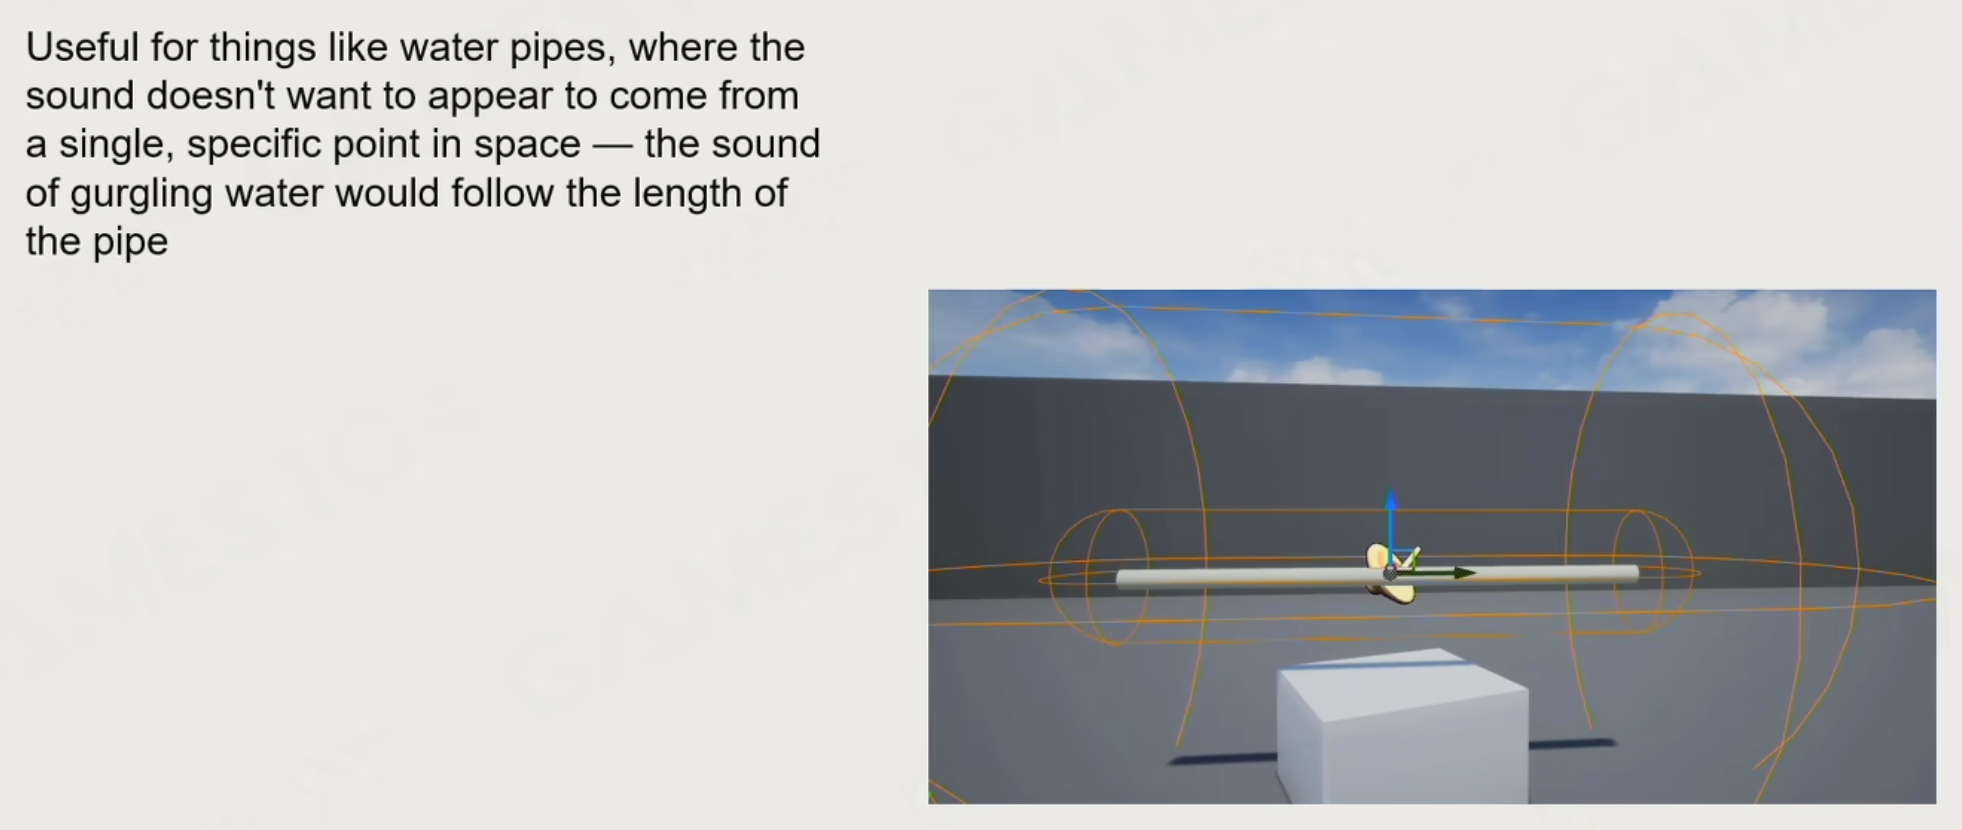 Useful for things like water pipes, where the
sound doesn't want to appear to come from
a single, specific point in space — the sound
of gurgling water would follow the length of
the pipe